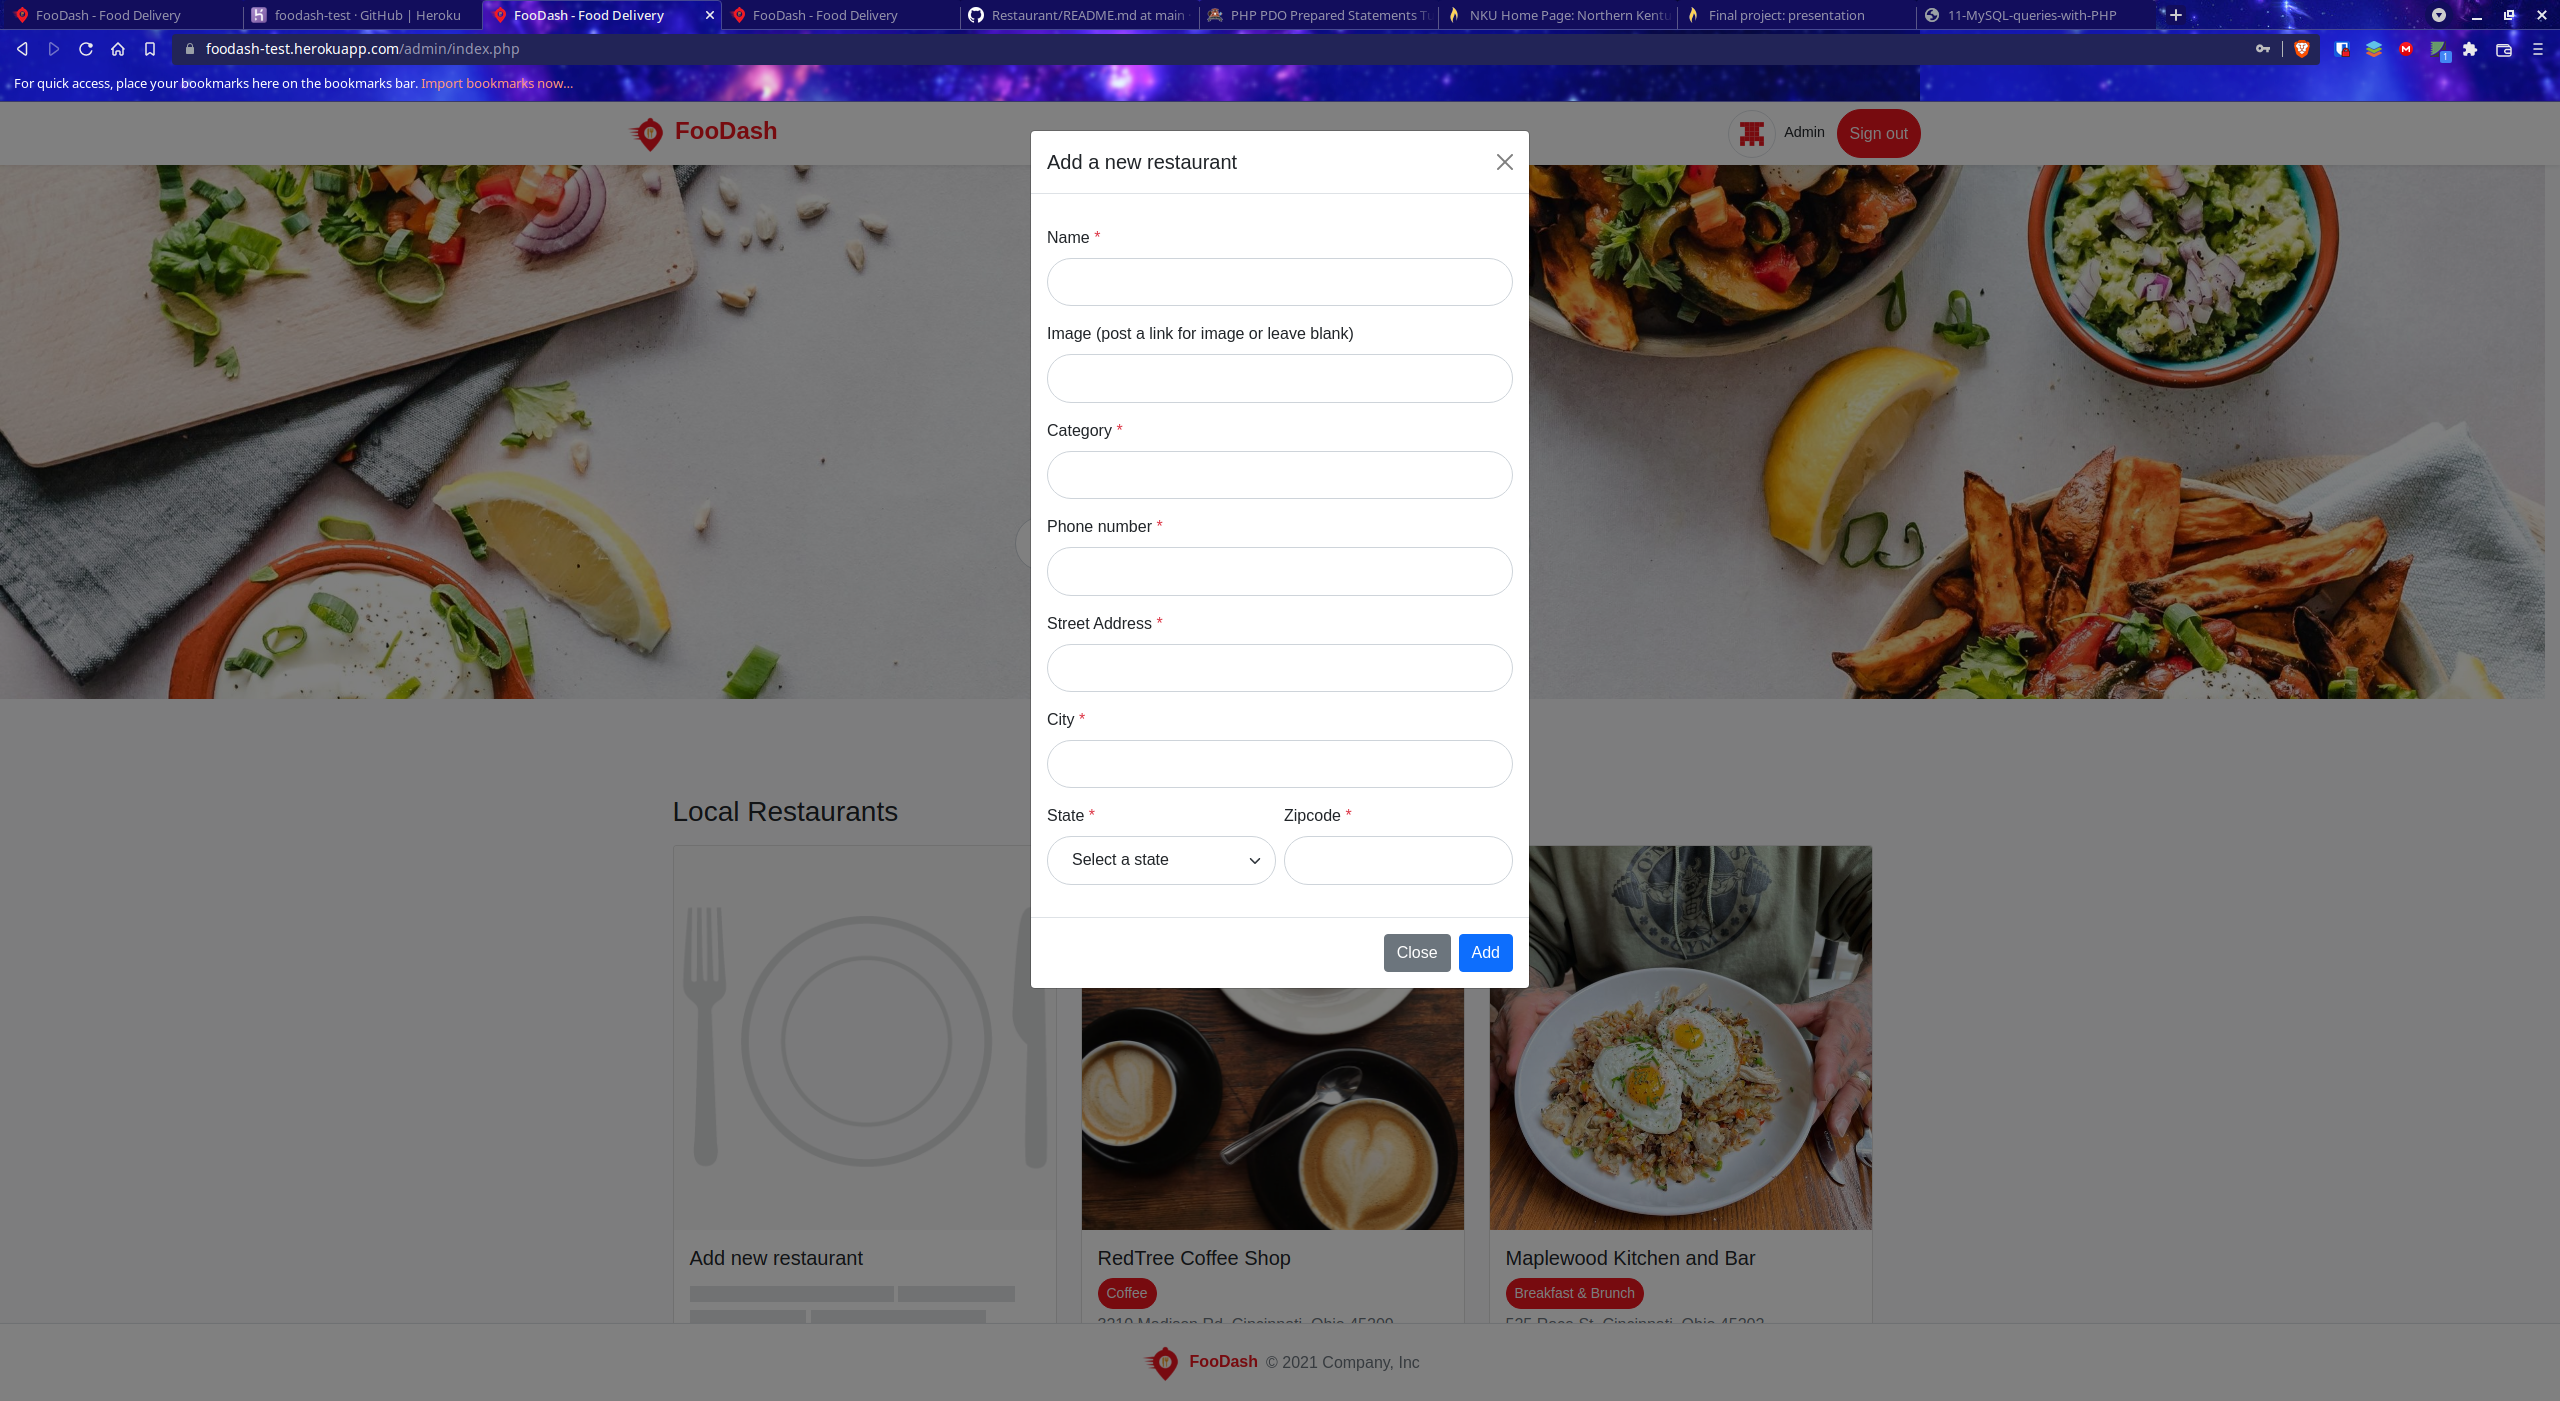 FooDash - Food Delivery
foodash-test · GitHub | Heroku
FooDash - Food Delivery
FooDash - Food Delivery
Restaurant/README.md at main
PHP PDO Prepared Statements
NKU Home Page: Northern
Final project: presentation
11-MySQL-queries-with-PHP
foodash-test.herokuapp.com/admin/index.php
For quick access, place your bookmarks here on the bookmarks bar. Import bookmarks now...
FooDash
Admin
Sign out
Add a new restaurant
Name *
Image (post a link for image or leave blank)
Category *
Phone number *
Street Address *
City *
State * Zipcode *
Select a state
Close Add
Local Restaurants
Add new restaurant
RedTree Coffee Shop
Coffee
Maplewood Kitchen and Bar
Breakfast & Brunch
FooDash © 2021 Company, Inc